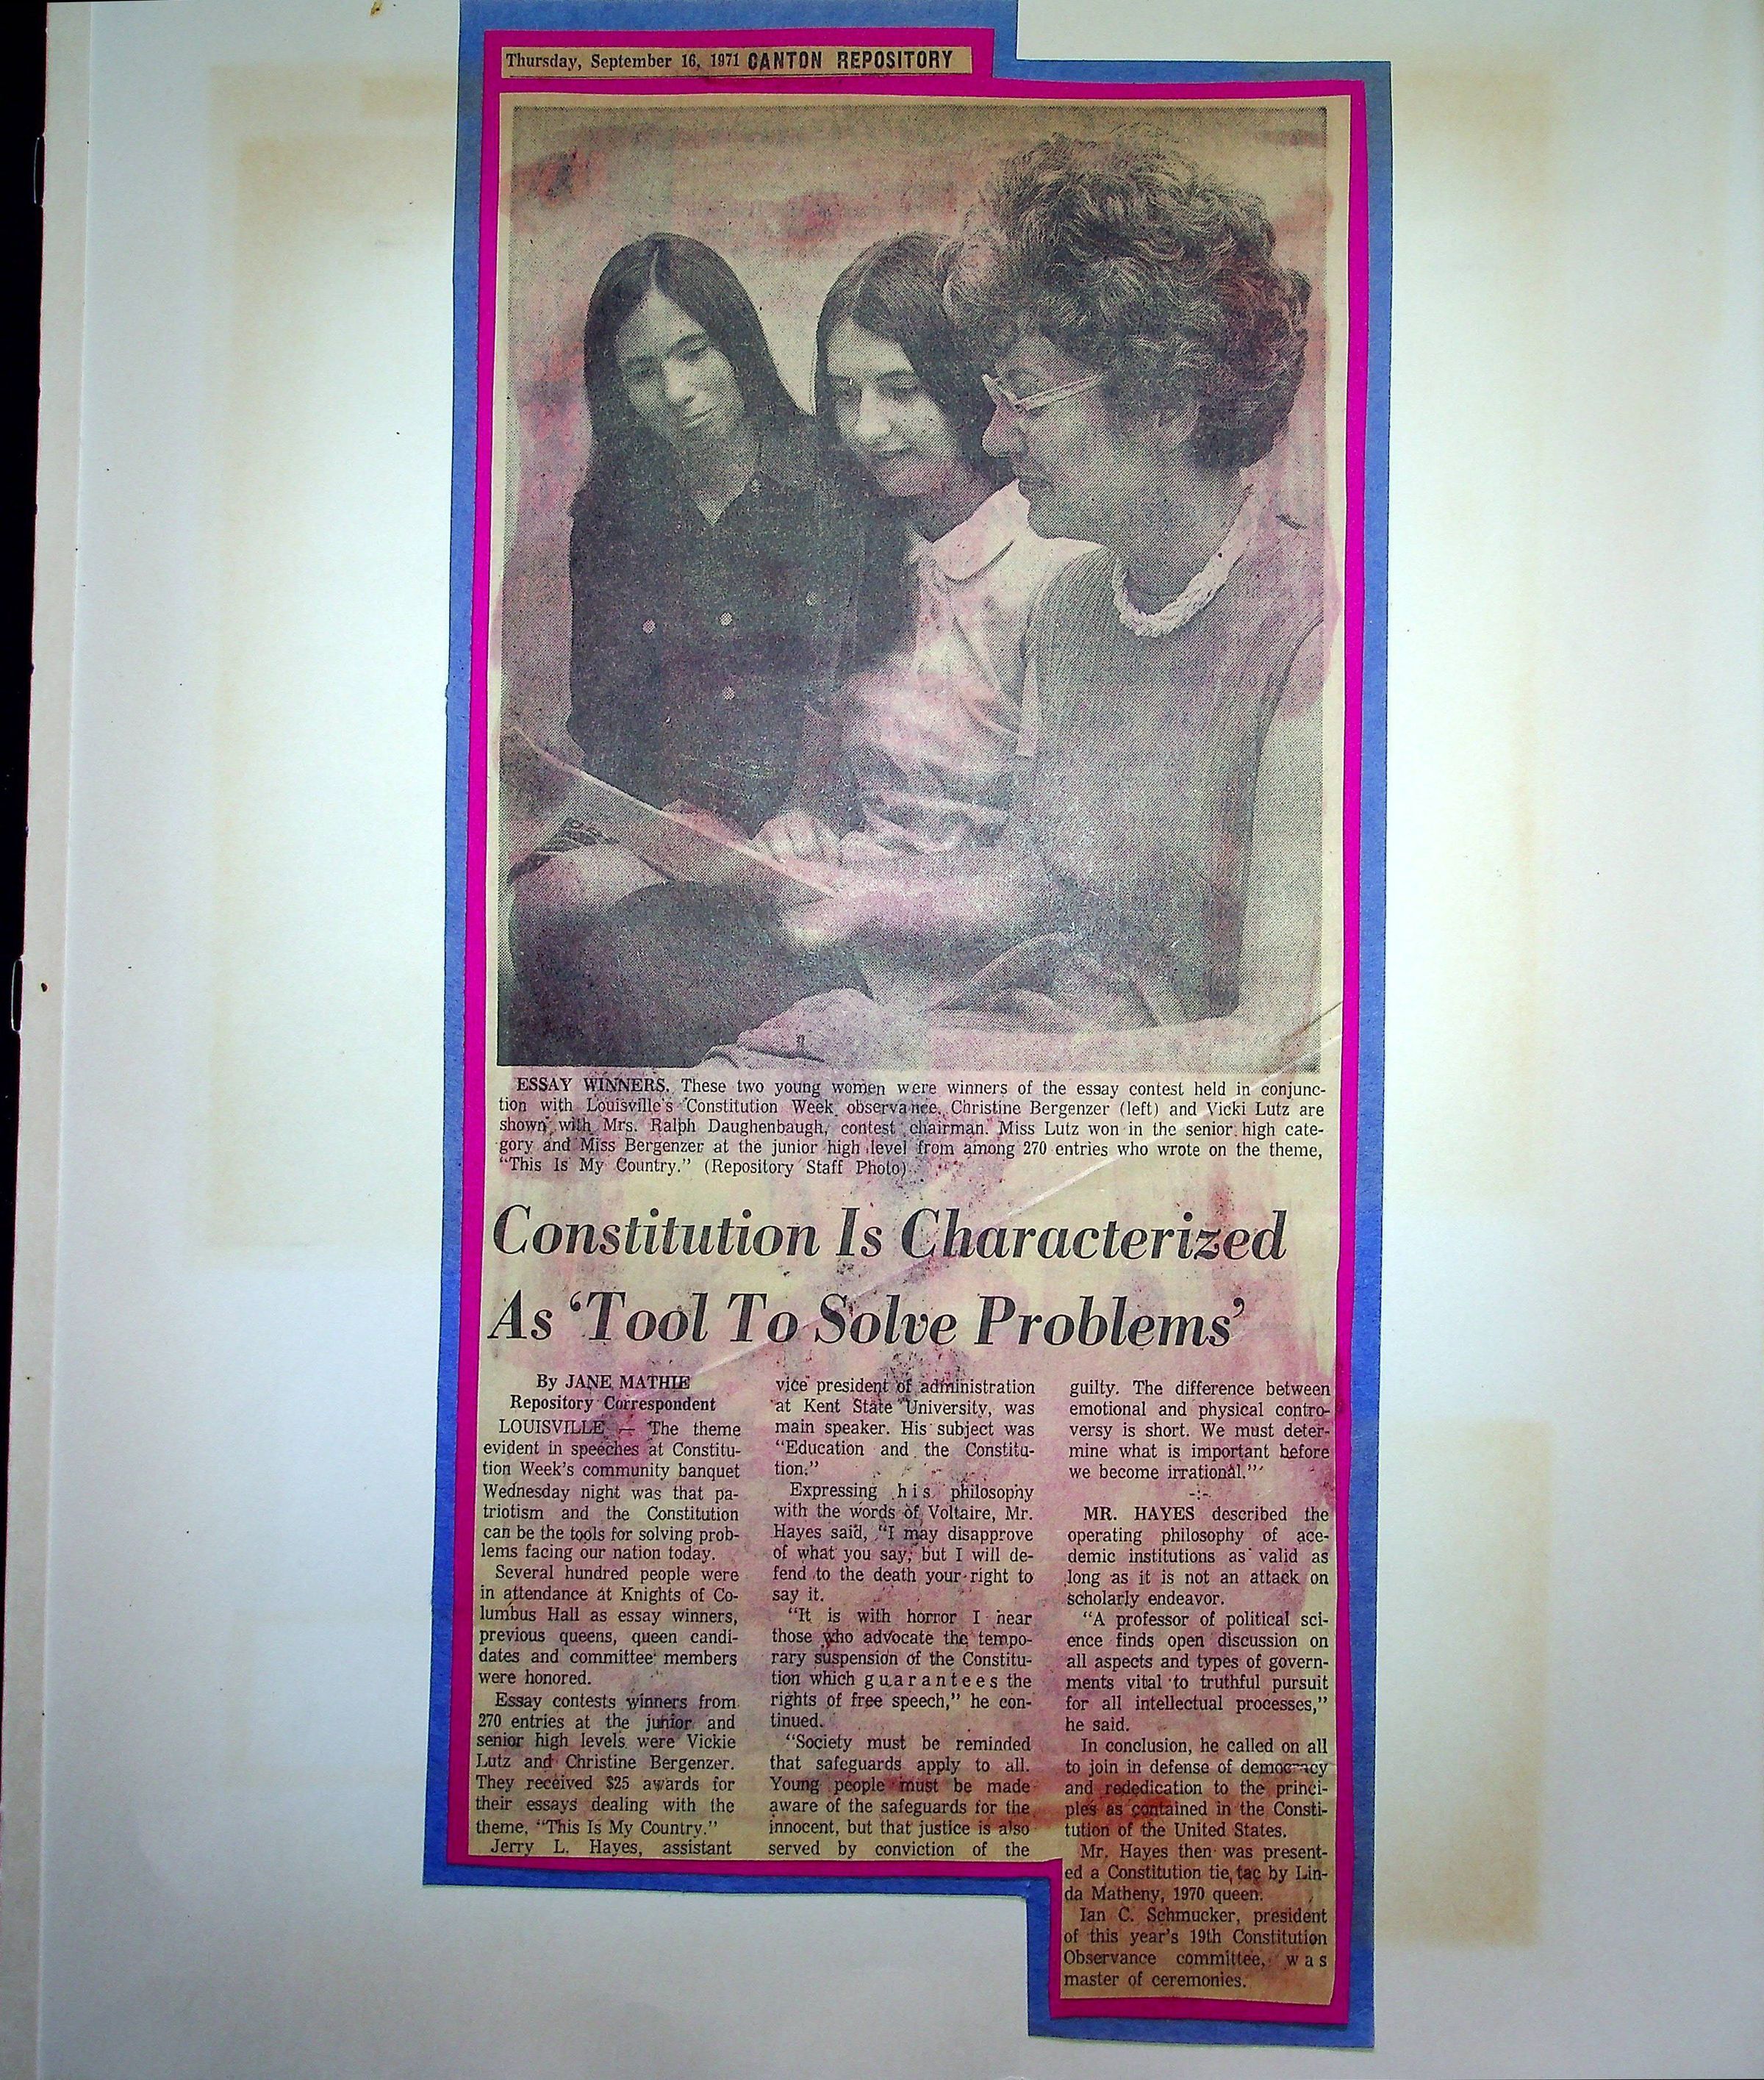 Thursday, September 16, 1971 CANTON REPOSITORY
ESSAY WINNERS. These two young women were winners of the essay contest held in conjunc-
tion with Louisville's Constitution Week observance. Christine Bergenzer (left) and Vicki Lutz are
shown with Mrs. Ralph Daughenbaugh, contest chairman. Miss Lutz won in the senior high cate-
gory and Miss Bergenzer at the junior high level from among 270 entries who wrote on the theme,
"This Is My Country." (Repository Staff Photo)
Constitution Is Characterized
As 'Tool To Solve Problems'
By JANE MATHIE
Repository Correspondent
LOUISVILLE — The theme
evident in speeches at Constitu-
tion Week's community banquet
Wednesday night was that pa-
triotism and the Constitution
can be the tools for solving prob-
lems facing our nation today.
Several hundred people were
in attendance at Knights of Co-
lumbus Hall as essay winners,
previous queens, queen candi-
dates and committee members
were honored.
Essay contests winners from
270 entries at the junior and
senior high levels were Vickie
Lutz and Christine Bergenzer.
They received $25 awards for
their essays dealing with the
theme, "This Is My Country."
Jerry L. Hayes, assistant
vice president of administration
at Kent State University, was
main speaker. His subject was
"Education and the Constitu-
tion."
Expressing his philosophy
with the words of Voltaire, Mr.
Hayes said, "I may disapprove
of what you say, but I will de-
fend to the death your right to
say it.
"It is with horror I hear
those who advocate the tempo-
rary suspension of the Constitu-
tion which guarantees the
rights of free speech," he con-
tinued.
"Society must be reminded
that safeguards apply to all.
Young people must be made
aware of the safeguards for the
innocent, but that justice is also
served by conviction of the
guilty. The difference between
emotional and physical contro-
versy is short. We must deter-
mine what is important before
we become irrational."
-:-
MR. HAYES described the
operating philosophy of ace-
demic institutions as valid as
long as it is not an attack on
scholarly endeavor.
"A professor of political sci-
ence finds open discussion on
all aspects and types of govern-
ments vital to truthful pursuit
for all intellectual processes,"
he said.
In conclusion, he called on all
to join in defense of democracy
and rededication to the princi-
ples as contained in the Consti-
tution of the United States.
Mr. Hayes then was present-
ed a Constitution tie tac by Lin-
da Matheny, 1970 queen.
Ian C. Schmucker, president
of this year's 19th Constitution
Observance committee, was
master of ceremonies.